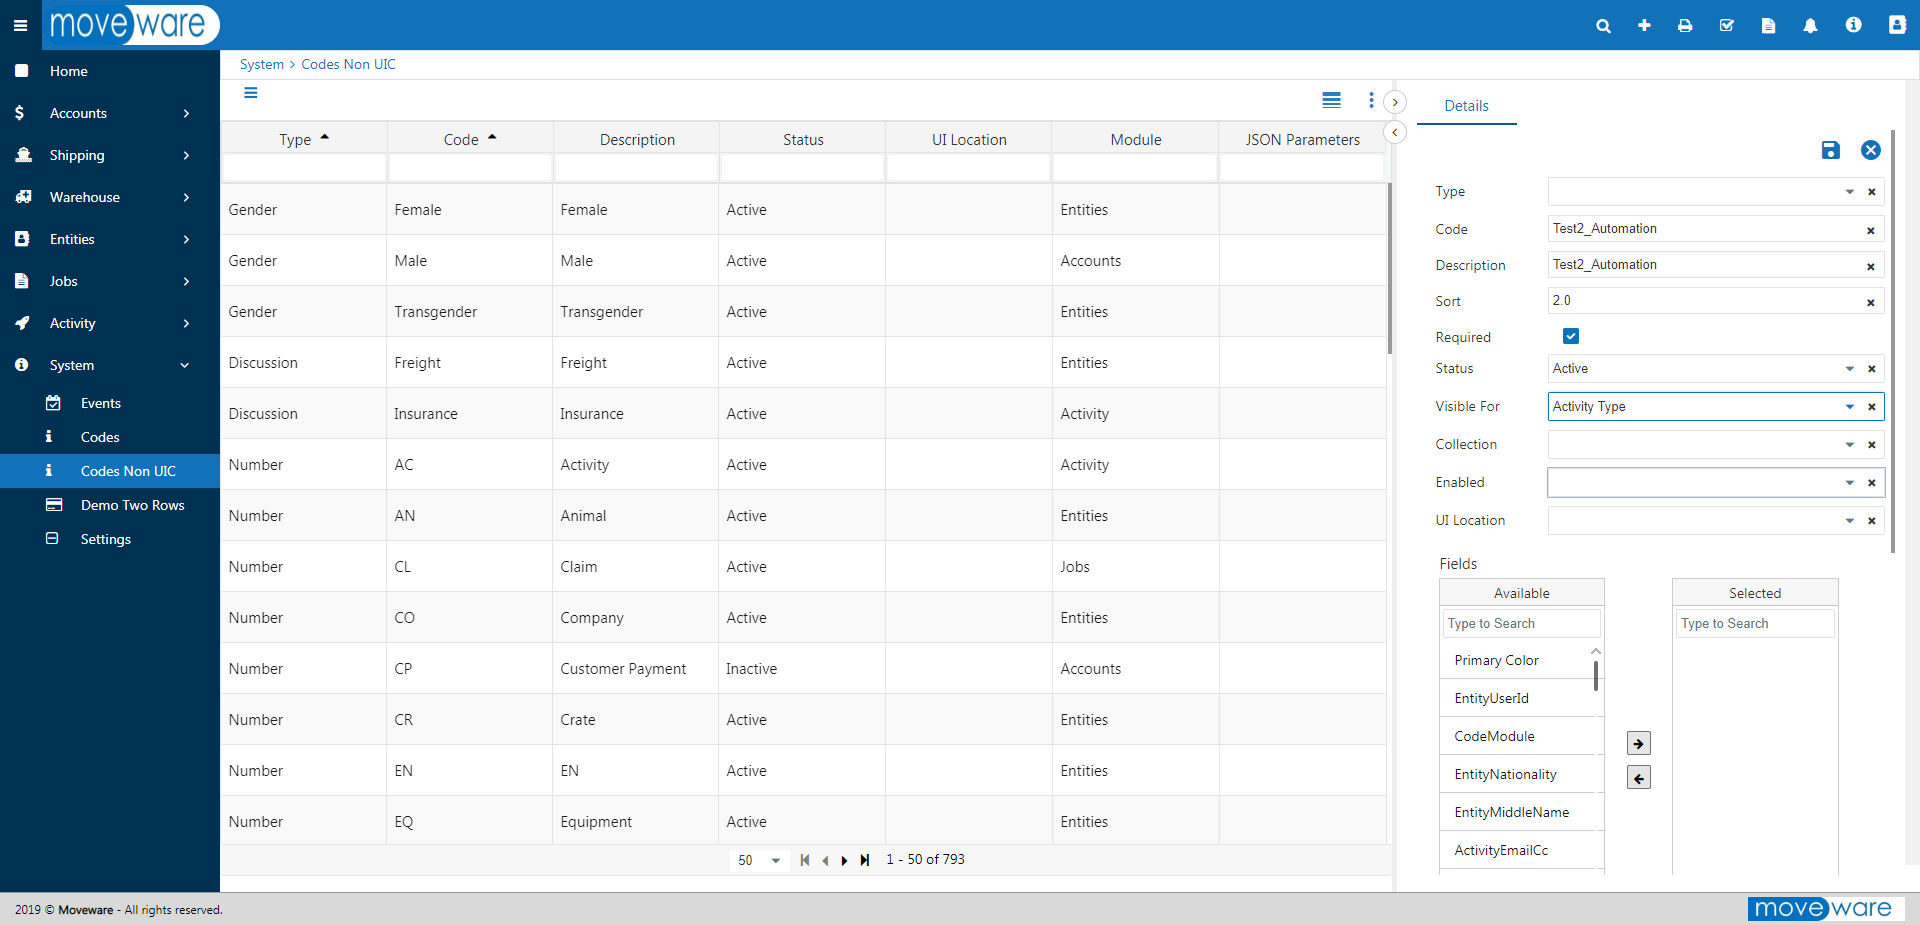 moveware
System > Codes Non UIC
Home
Accounts
Shipping
Warehouse
Entities
Jobs
Activity
System
Events
Codes
Codes Non UIC
Demo Two Rows
Settings
Type Code Description Status UI Location Module JSON Parameters
Gender Female Female Active Entities
Gender Male Male Active Accounts
Gender Transgender Transgender Active Entities
Discussion Freight Freight Active Entities
Discussion Insurance Insurance Active Activity
Number AC Activity Active Activity
Number AN Animal Active Entities
Number CL Claim Active Jobs
Number CO Company Active Entities
Number CP Customer Payment Inactive Accounts
Number CR Crate Active Entities
Number EN EN Active Entities
Number EQ Equipment Active Entities
50 1 - 50 of 793
Details
Type
Code Test2_Automation
Description Test2_Automation
Sort 2.0
Required
Status Active
Visible For Activity Type
Collection
Enabled
UI Location
Fields
Available Selected
Type to Search Type to Search
Primary Color
EntityUserId
CodeModule
EntityNationality
EntityMiddleName
ActivityEmailCc
2019 © Moveware - All rights reserved.
moveware